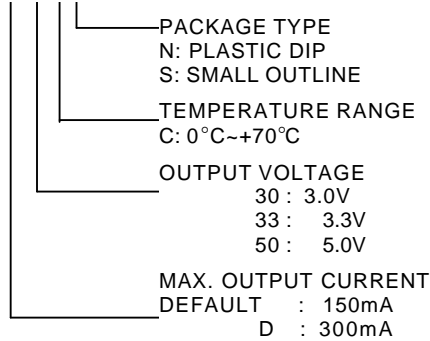 PACKAGE TYPE
N: PLASTIC DIP
S: SMALL OUTLINE
TEMPERATURE RANGE
C: 0°C~+70°C
OUTPUT VOLTAGE
30 : 3.0V
33 : 3.3V
50 : 5.0V
MAX. OUTPUT CURRENT
DEFAULT : 150mA
D : 300mA